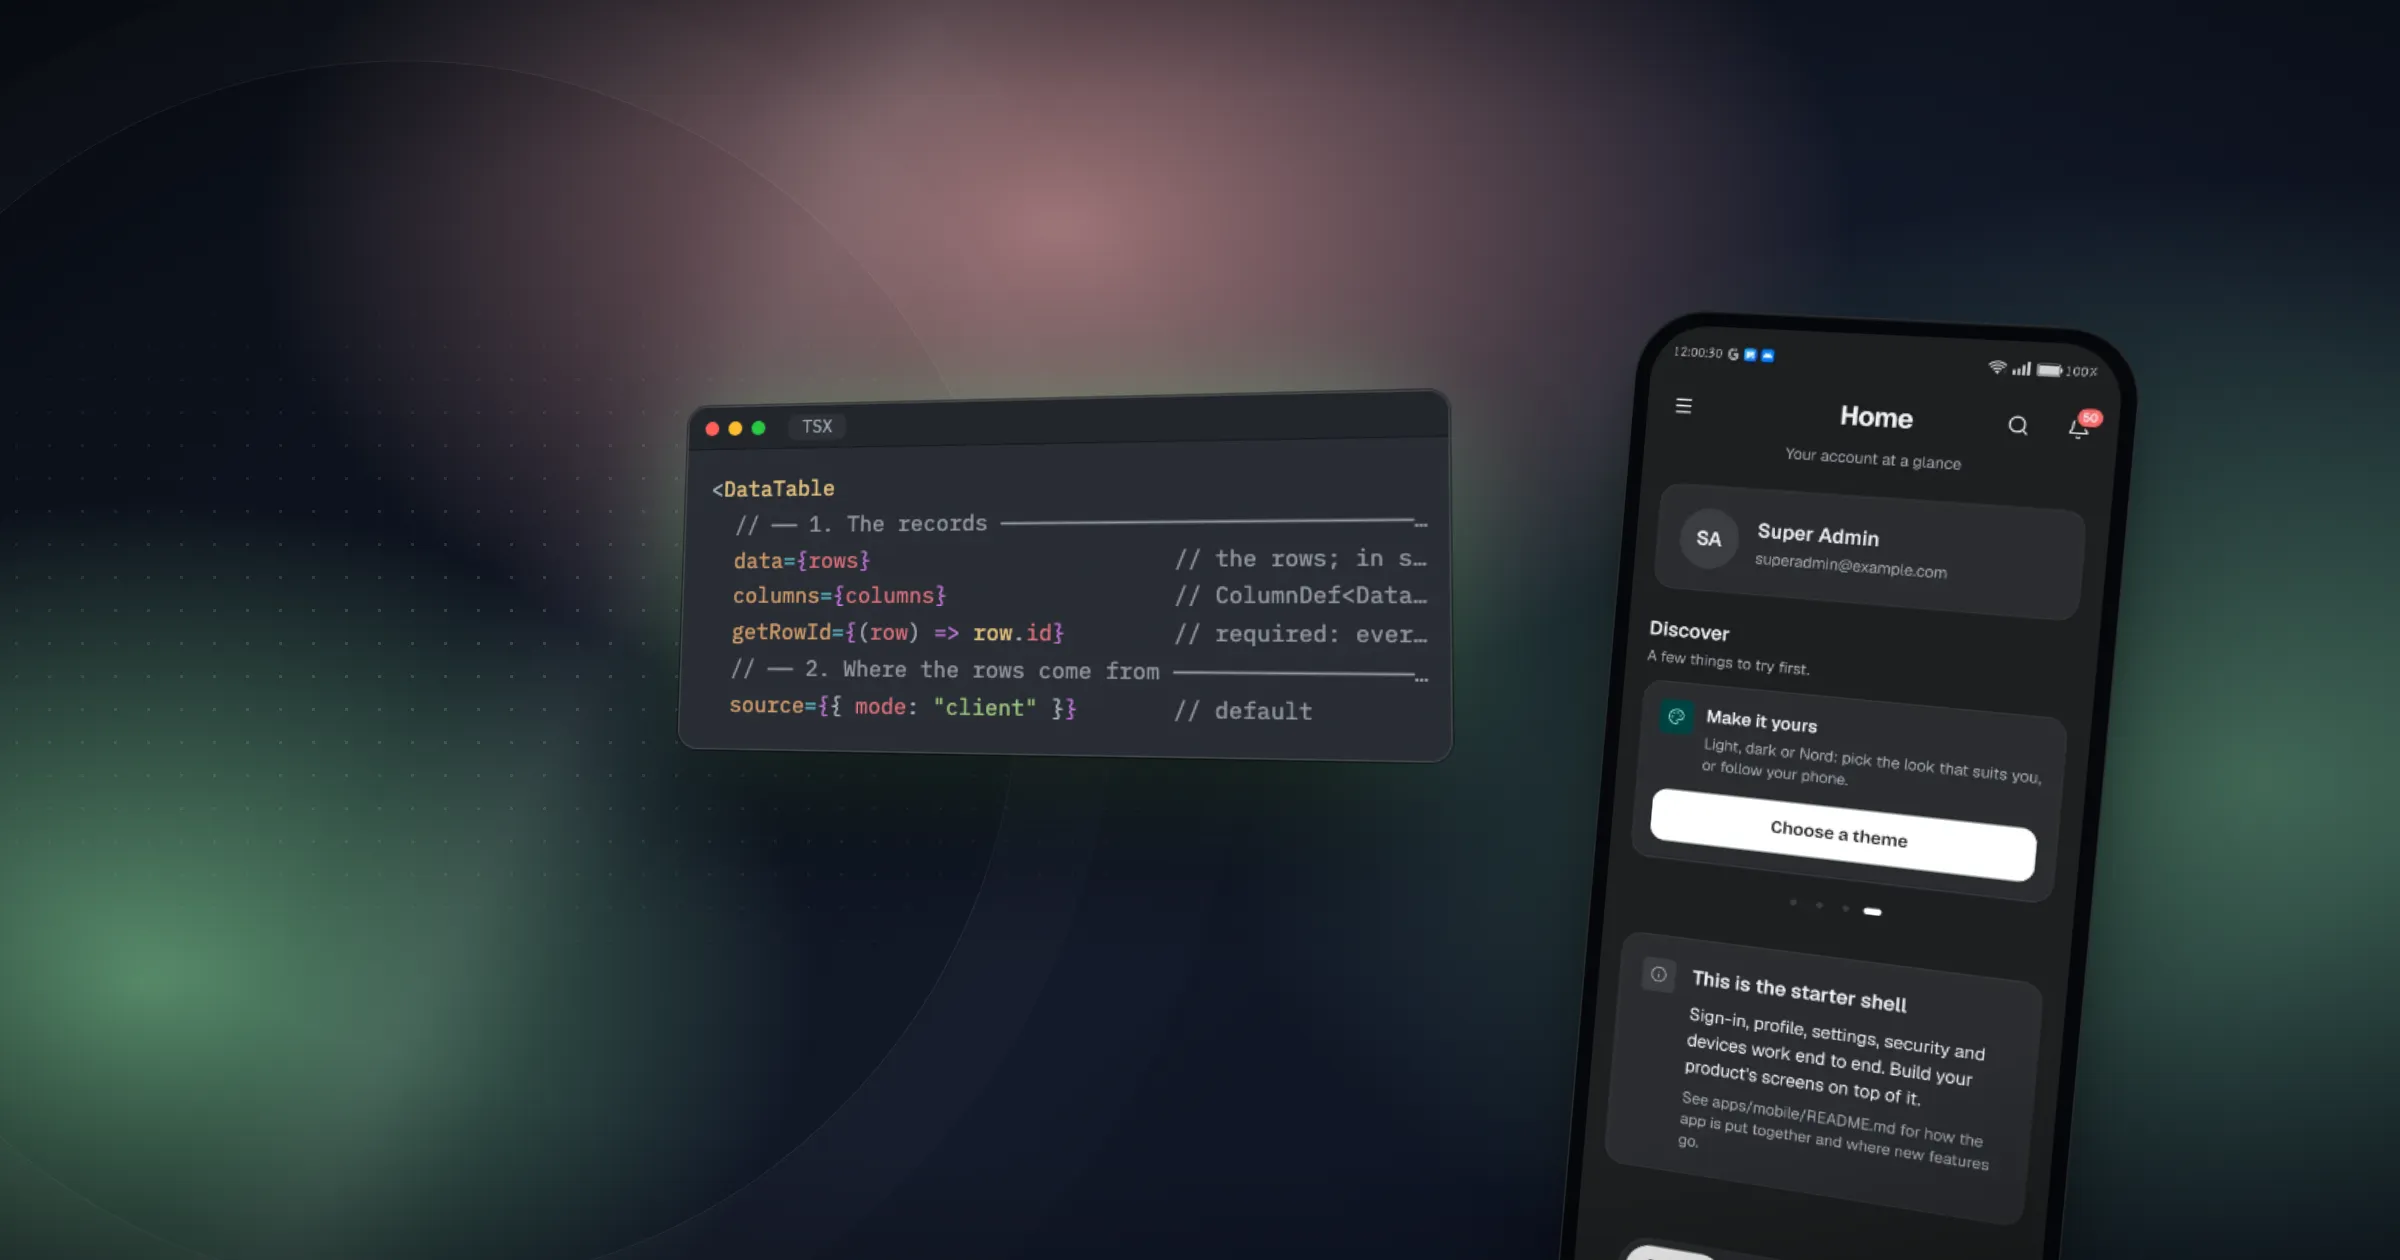 TSX
<DataTable
// —— 1. The records ————————————————…
data={rows} // the rows; in s…
columns={columns} // ColumnDef<Data…
getRowId={(row) => row.id} // required: ever…
// —— 2. Where the rows come from ——————————…
source={{ mode: "client" }} // default
12:00:30
100%
Home
50
Your account at a glance
SA
Super Admin
superadmin@example.com
Discover
A few things to try first.
Make it yours
Light, dark or Nord: pick the look that suits you,
or follow your phone.
Choose a theme
This is the starter shell
Sign-in, profile, settings, security and
devices work end to end. Build your
product's screens on top of it.
See apps/mobile/README.md for how the
app is put together and where new features
go.